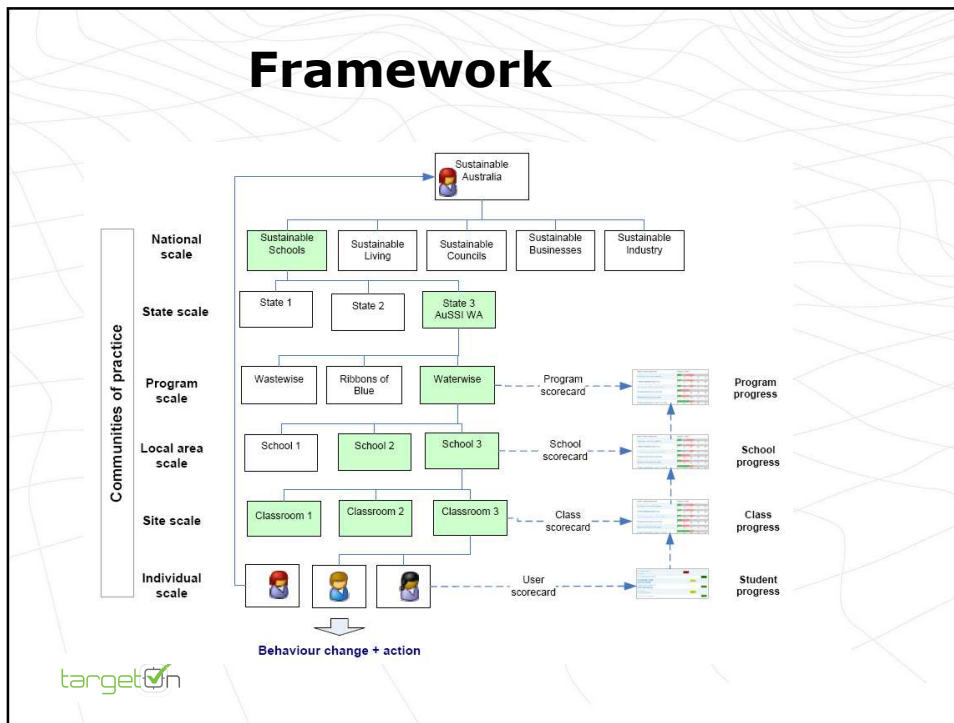 Framework
Sustainable
Australia
Communities of practice
National
scale
Sustainable
Schools
Sustainable
Living
Sustainable
Councils
Sustainable
Businesses
Sustainable
Industry
State scale
State 1
State 2
State 3
AuSSI WA
Program
scale
Wastewise
Ribbons of
Blue
Waterwise
Program
scorecard
Program
progress
Local area
scale
School 1
School 2
School 3
School
scorecard
School
progress
Site scale
Classroom 1
Classroom 2
Classroom 3
Class
scorecard
Class
progress
Individual
scale
User
scorecard
Student
progress
Behaviour change + action
targetOn